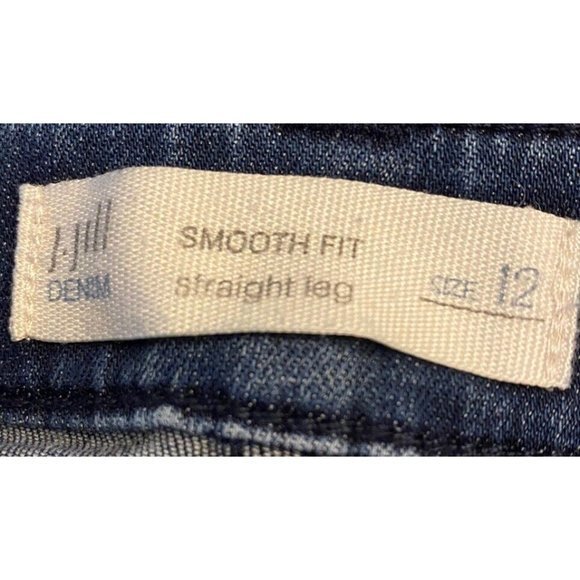 J.Jill
DENIM
SMOOTH FIT
straight leg
SIZE 12